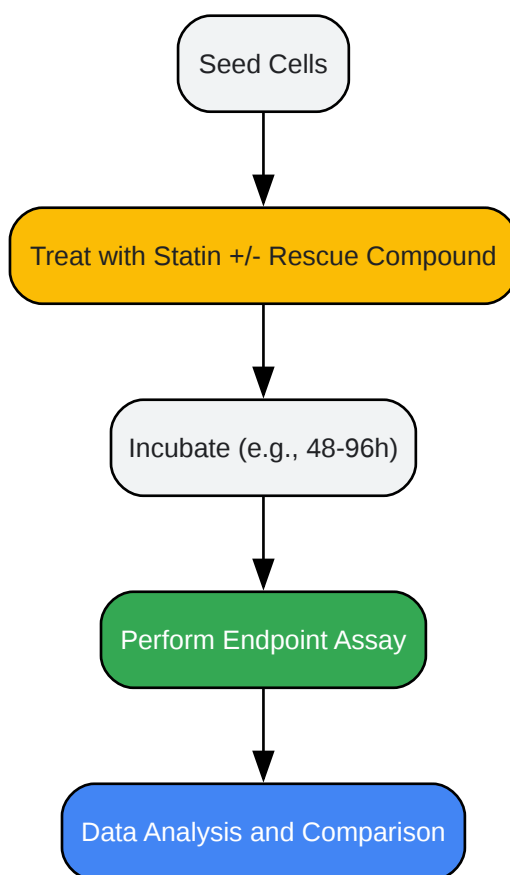 Seed Cells
Treat with Statin +/- Rescue Compound
Incubate (e.g., 48-96h)
Perform Endpoint Assay
Data Analysis and Comparison